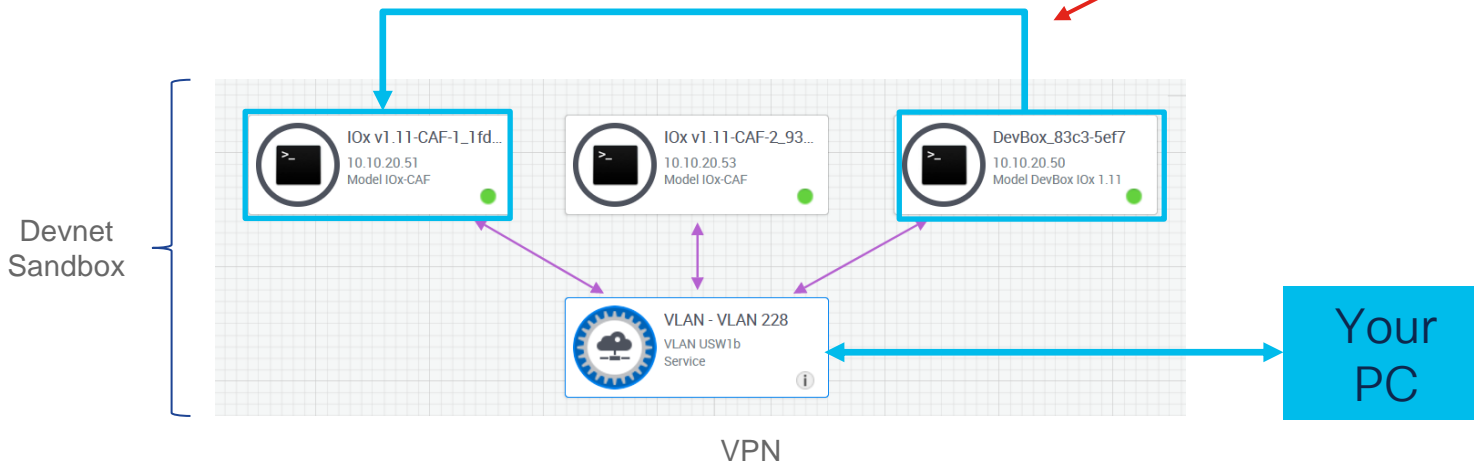 IOx v1.11-CAF-1_1fd...
10.10.20.51
Model IOx-CAF
IOx v1.11-CAF-2_93...
10.10.20.53
Model IOx-CAF
DevBox_83c3-5ef7
10.10.20.50
Model DevBox IOx 1.11
Devnet
Sandbox
VLAN - VLAN 228
VLAN USW1b
Service
i
Your
PC
VPN